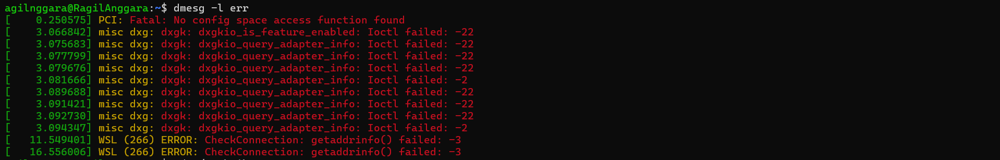 agilnggara@RagilAnggara:~$ dmesg -l err
[    0.250575] PCI: Fatal: No config space access function found
[    3.066842] misc dxg: dxgk: dxgkio_is_feature_enabled: Ioctl failed: -22
[    3.075683] misc dxg: dxgk: dxgkio_query_adapter_info: Ioctl failed: -22
[    3.077799] misc dxg: dxgk: dxgkio_query_adapter_info: Ioctl failed: -22
[    3.079676] misc dxg: dxgk: dxgkio_query_adapter_info: Ioctl failed: -22
[    3.081666] misc dxg: dxgk: dxgkio_query_adapter_info: Ioctl failed: -2
[    3.089688] misc dxg: dxgk: dxgkio_query_adapter_info: Ioctl failed: -22
[    3.091421] misc dxg: dxgk: dxgkio_query_adapter_info: Ioctl failed: -22
[    3.092730] misc dxg: dxgk: dxgkio_query_adapter_info: Ioctl failed: -22
[    3.094347] misc dxg: dxgk: dxgkio_query_adapter_info: Ioctl failed: -2
[   11.549401] WSL (266) ERROR: CheckConnection: getaddrinfo() failed: -3
[   16.556006] WSL (266) ERROR: CheckConnection: getaddrinfo() failed: -3